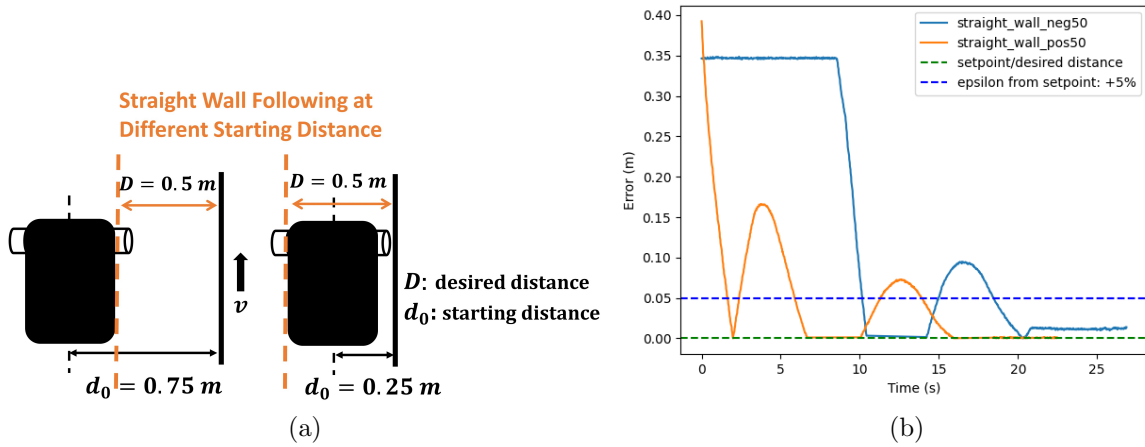 Straight Wall Following at
Different Starting Distance
D = 0.5 m
D = 0.5 m
v
D: desired distance
d₀: starting distance
d₀ = 0.75 m
d₀ = 0.25 m
(a)
0.40
0.35
0.30
0.25
0.20
0.15
0.10
0.05
0.00
Error (m)
straight_wall_neg50
straight_wall_pos50
setpoint/desired distance
epsilon from setpoint: +5%
0
5
10
15
20
25
Time (s)
(b)